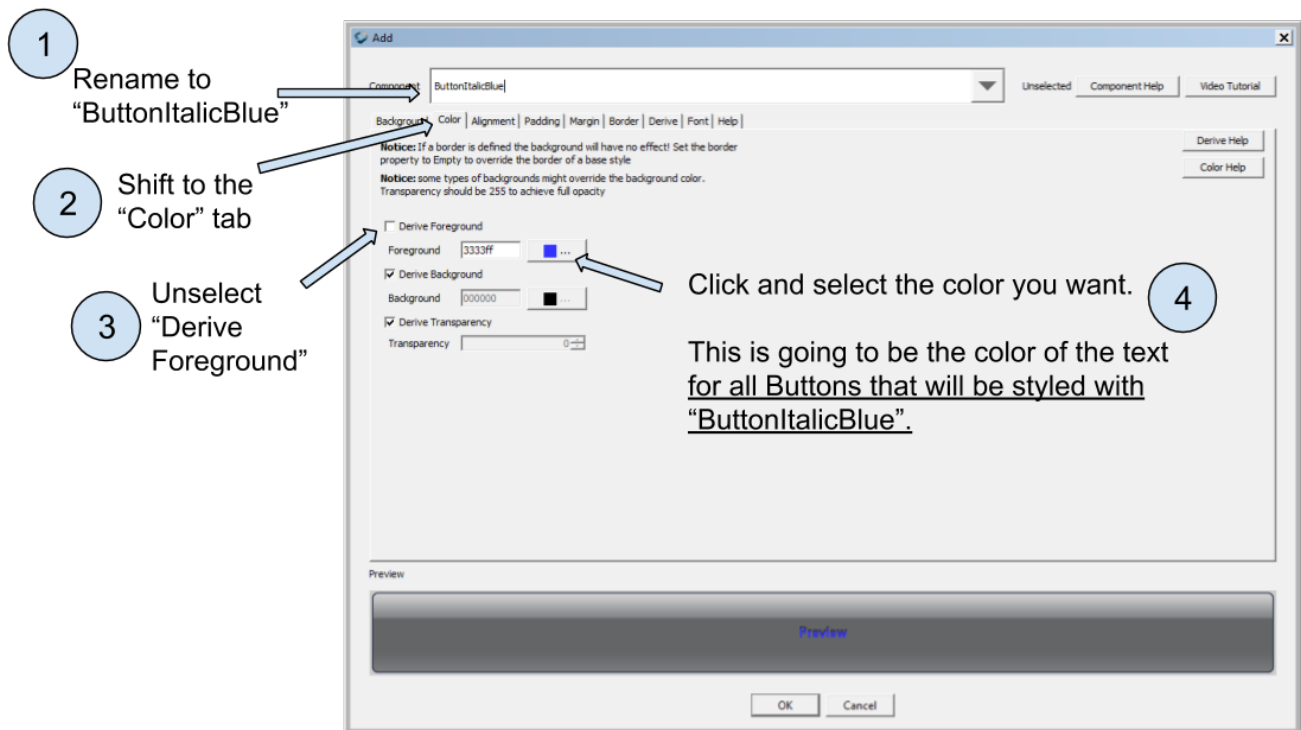 1
Rename to
“ButtonItalicBlue”
2
Shift to the
“Color” tab
3
Unselect
“Derive
Foreground”
Add
Component ButtonItalicBlue Unselected Component Help Video Tutorial
Background Color Alignment Padding Margin Border Derive Font Help
Notice: If a border is defined the background will have no effect! Set the border
property to Empty to override the border of a base style
Notice: some types of backgrounds might override the background color.
Transparency should be 255 to achieve full opacity
Derive Help
Color Help
Derive Foreground
Foreground 3333ff ...
Derive Background
Background 000000 ...
Derive Transparency
Transparency 0
Click and select the color you want.
4
This is going to be the color of the text
for all Buttons that will be styled with
“ButtonItalicBlue”.
Preview
Preview
OK Cancel